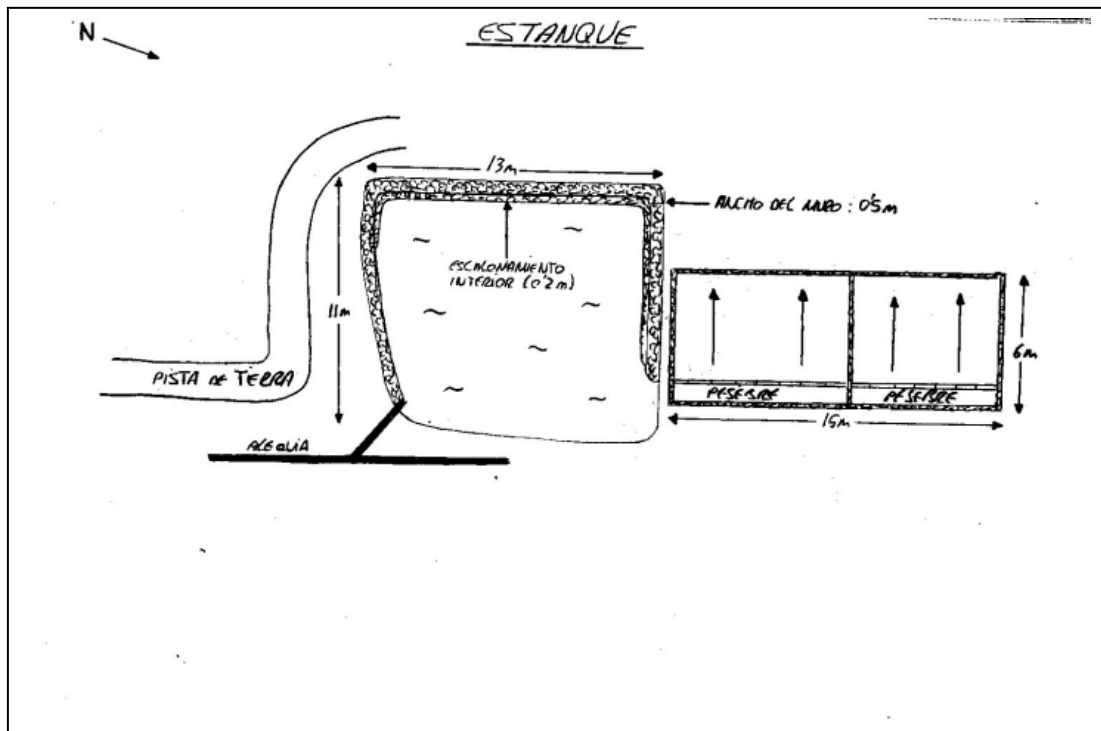 N
ESTANQUE
13m
ANCHO DEL MURO : 0'5m
ESCALONAMIENTO
INTERIOR (0'2m)
11m
6m
PISTA DE TERRA
PESEBRE
PESEBRE
15m
ACEQUIA